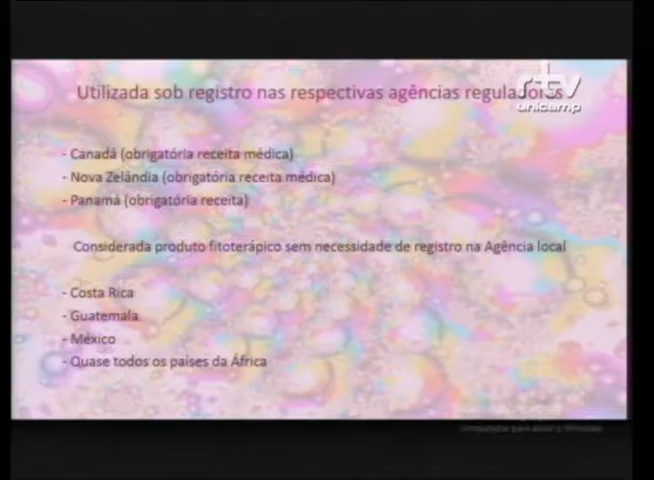 Utilizada sob registro nas respectivas agências reguladoras
rtv
unicamp
- Canadá (obrigatória receita médica)
- Nova Zelândia (obrigatória receita médica)
- Panamá (obrigatória receita)
Considerada produto fitoterápico sem necessidade de registro na Agência local
- Costa Rica
- Guatemala
- México
- Quase todos os países da África